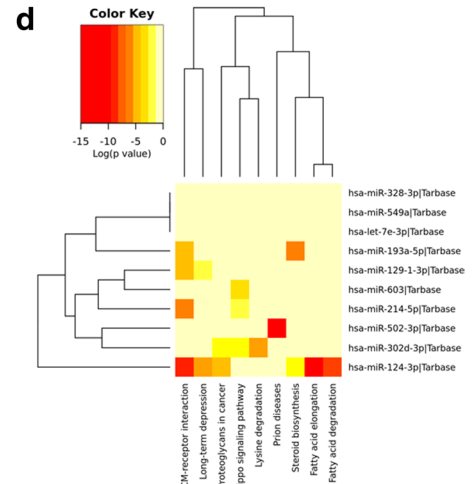 d
Color Key
-15 -10 -5 0
Log(p value)
hsa-miR-328-3p|Tarbase
hsa-miR-549a|Tarbase
hsa-let-7e-3p|Tarbase
hsa-miR-193a-5p|Tarbase
hsa-miR-129-1-3p|Tarbase
hsa-miR-603|Tarbase
hsa-miR-214-5p|Tarbase
hsa-miR-502-3p|Tarbase
hsa-miR-302d-3p|Tarbase
hsa-miR-124-3p|Tarbase
CM-receptor interaction
Long-term depression
roteoglycans in cancer
ppo signaling pathway
Lysine degradation
Prion diseases
Steroid biosynthesis
Fatty acid elongation
Fatty acid degradation